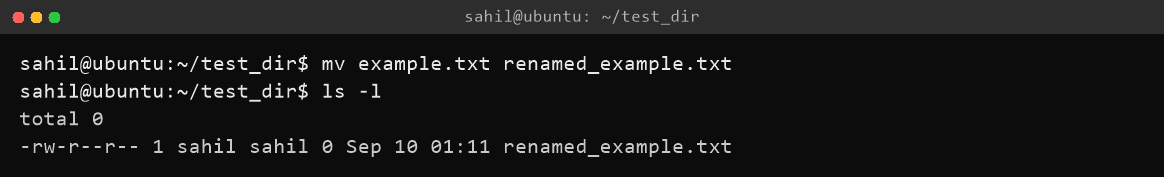 sahil@ubuntu: ~/test_dir
sahil@ubuntu:~/test_dir$ mv example.txt renamed_example.txt
sahil@ubuntu:~/test_dir$ ls -l
total 0
-rw-r--r-- 1 sahil sahil 0 Sep 10 01:11 renamed_example.txt